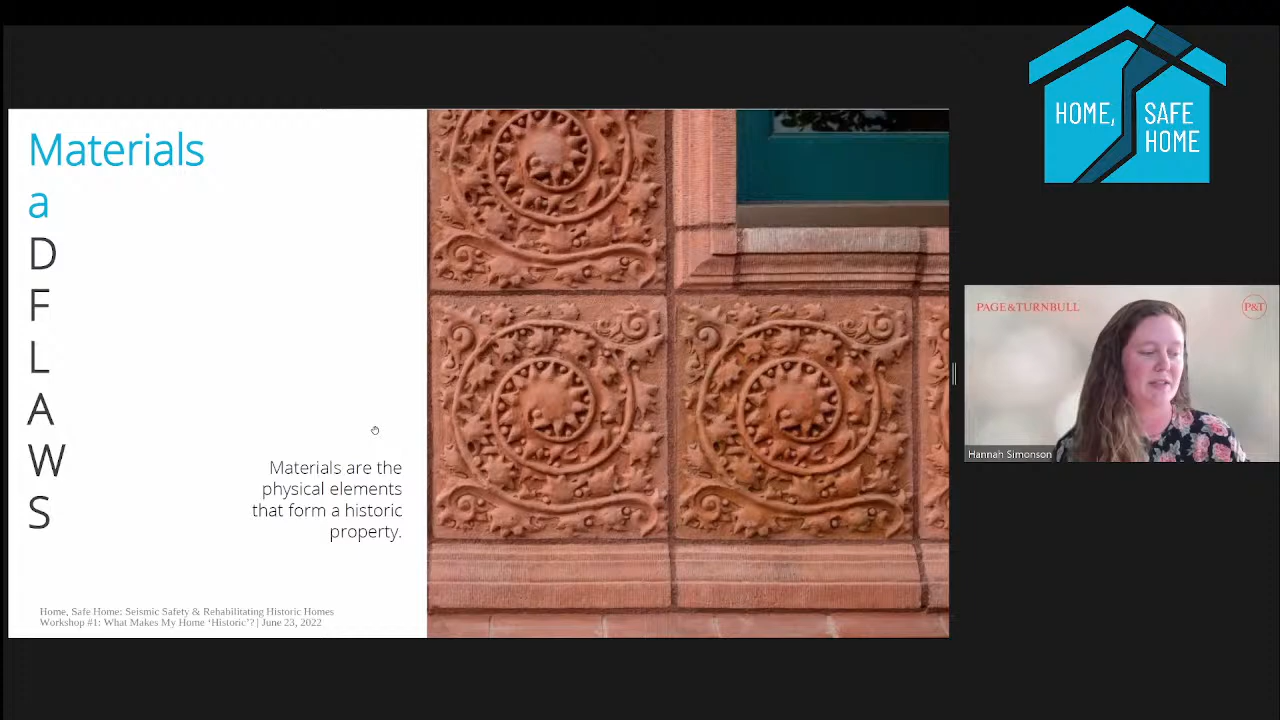 Materials
a
D
F
L
A
W
S
Materials are the
physical elements
that form a historic
property.
Home, Safe Home: Seismic Safety & Rehabilitating Historic Homes
Workshop #1: What Makes My Home ‘Historic’? | June 23, 2022
HOME,
SAFE
HOME
PAGE&TURNBULL
P&T
Hannah Simonson